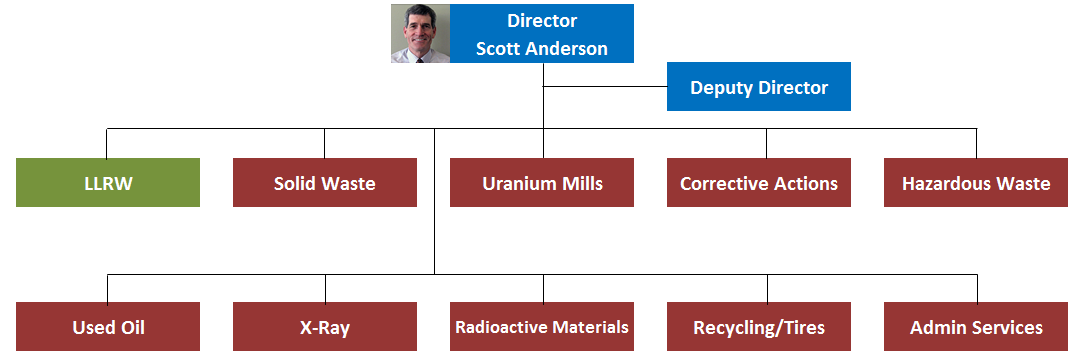 Director
Scott Anderson
Deputy Director
LLRW
Solid Waste
Uranium Mills
Corrective Actions
Hazardous Waste
Used Oil
X-Ray
Radioactive Materials
Recycling/Tires
Admin Services